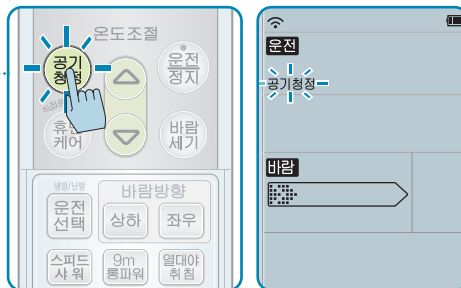 온도조절
공기
청정
운전
정지
휴먼
케어
바람
세기
냉방/난방
바람방향
운전
선택
상하
좌우
스피드
샤 워
9m
롱파워
열대야
취침
운전
공기청정
바람